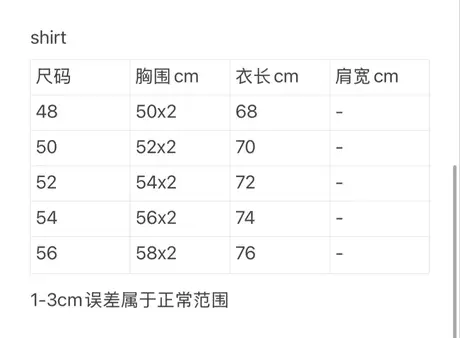 shirt
尺码 胸围cm 衣长cm 肩宽cm
48 50x2 68 -
50 52x2 70 -
52 54x2 72 -
54 56x2 74 -
56 58x2 76 -
1-3cm误差属于正常范围